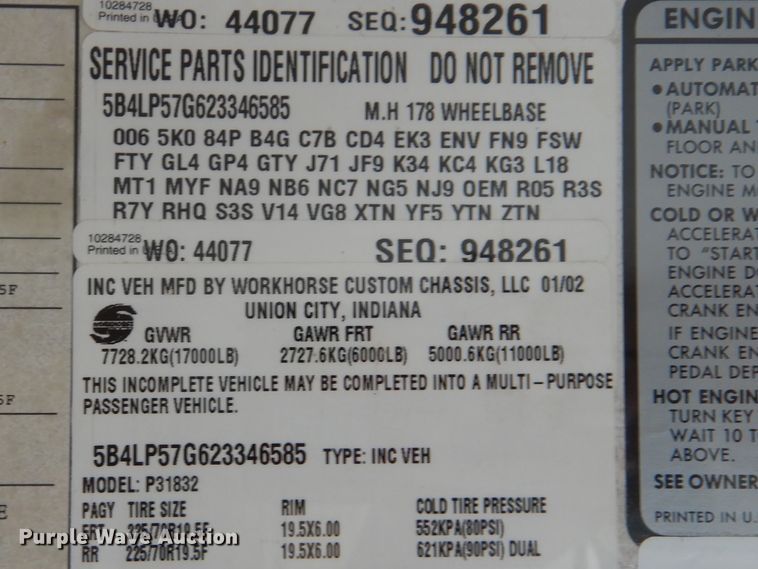 10284728
Printed in U.S.A. WO: 44077 SEQ: 948261
SERVICE PARTS IDENTIFICATION DO NOT REMOVE
5B4LP57G623346585 M.H 178 WHEELBASE
006 5K0 84P B4G C7B CD4 EK3 ENV FN9 FSW
FTY GL4 GP4 GTY J71 JF9 K34 KC4 KG3 L18
MT1 MYF NA9 NB6 NC7 NG5 NJ9 OEM R05 R3S
R7Y RHQ S3S V14 VG8 XTN YF5 YTN ZTN
10284728
Printed in WO: 44077 SEQ: 948261
INC VEH MFD BY WORKHORSE CUSTOM CHASSIS, LLC 01/02
UNION CITY, INDIANA
WORKHORSE
GVWR GAWR FRT GAWR RR
7728.2KG(17000LB) 2727.6KG(6000LB) 5000.6KG(11000LB)
THIS INCOMPLETE VEHICLE MAY BE COMPLETED INTO A MULTI-PURPOSE
PASSENGER VEHICLE.
5B4LP57G623346585 TYPE: INC VEH
MODEL: P31832
PAGY TIRE SIZE RIM COLD TIRE PRESSURE
FRT 225/70R19.5F 19.5X6.00 552KPA(80PSI)
RR 225/70R19.5F 19.5X6.00 621KPA(90PSI) DUAL
Purple Wave Auction
5F
5F
E
ENGIN
APPLY PARK
• AUTOMAT
(PARK)
• MANUAL
FLOOR AN
NOTICE: TO
ENGINE M
COLD OR W
ACCELERAT
TO "START
ENGINE D
ACCELERAT
CRANK EN
IF ENGINE
CRANK EN
PEDAL DEP
HOT ENGIN
TURN KEY
WAIT 10 T
ABOVE.
SEE OWNER
PRINTED IN U.